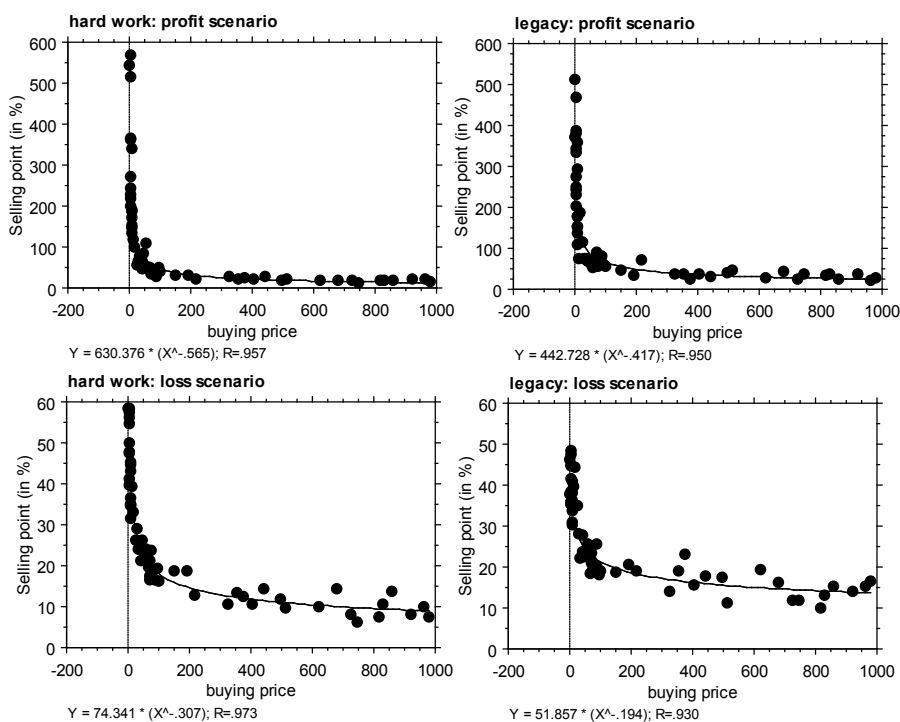 hard work: profit scenario
600
500
400
300
200
100
0
Selling point (in %)
-200 0 200 400 600 800 1000
buying price
Y = 630.376 * (X^-.565); R=.957
legacy: profit scenario
600
500
400
300
200
100
0
Selling point (in %)
-200 0 200 400 600 800 1000
buying price
Y = 442.728 * (X^-.417); R=.950
hard work: loss scenario
60
50
40
30
20
10
0
Selling point (in %)
-200 0 200 400 600 800 1000
buying price
Y = 74.341 * (X^-.307); R=.973
legacy: loss scenario
60
50
40
30
20
10
0
Selling point (in %)
-200 0 200 400 600 800 1000
buying price
Y = 51.857 * (X^-.194); R=.930